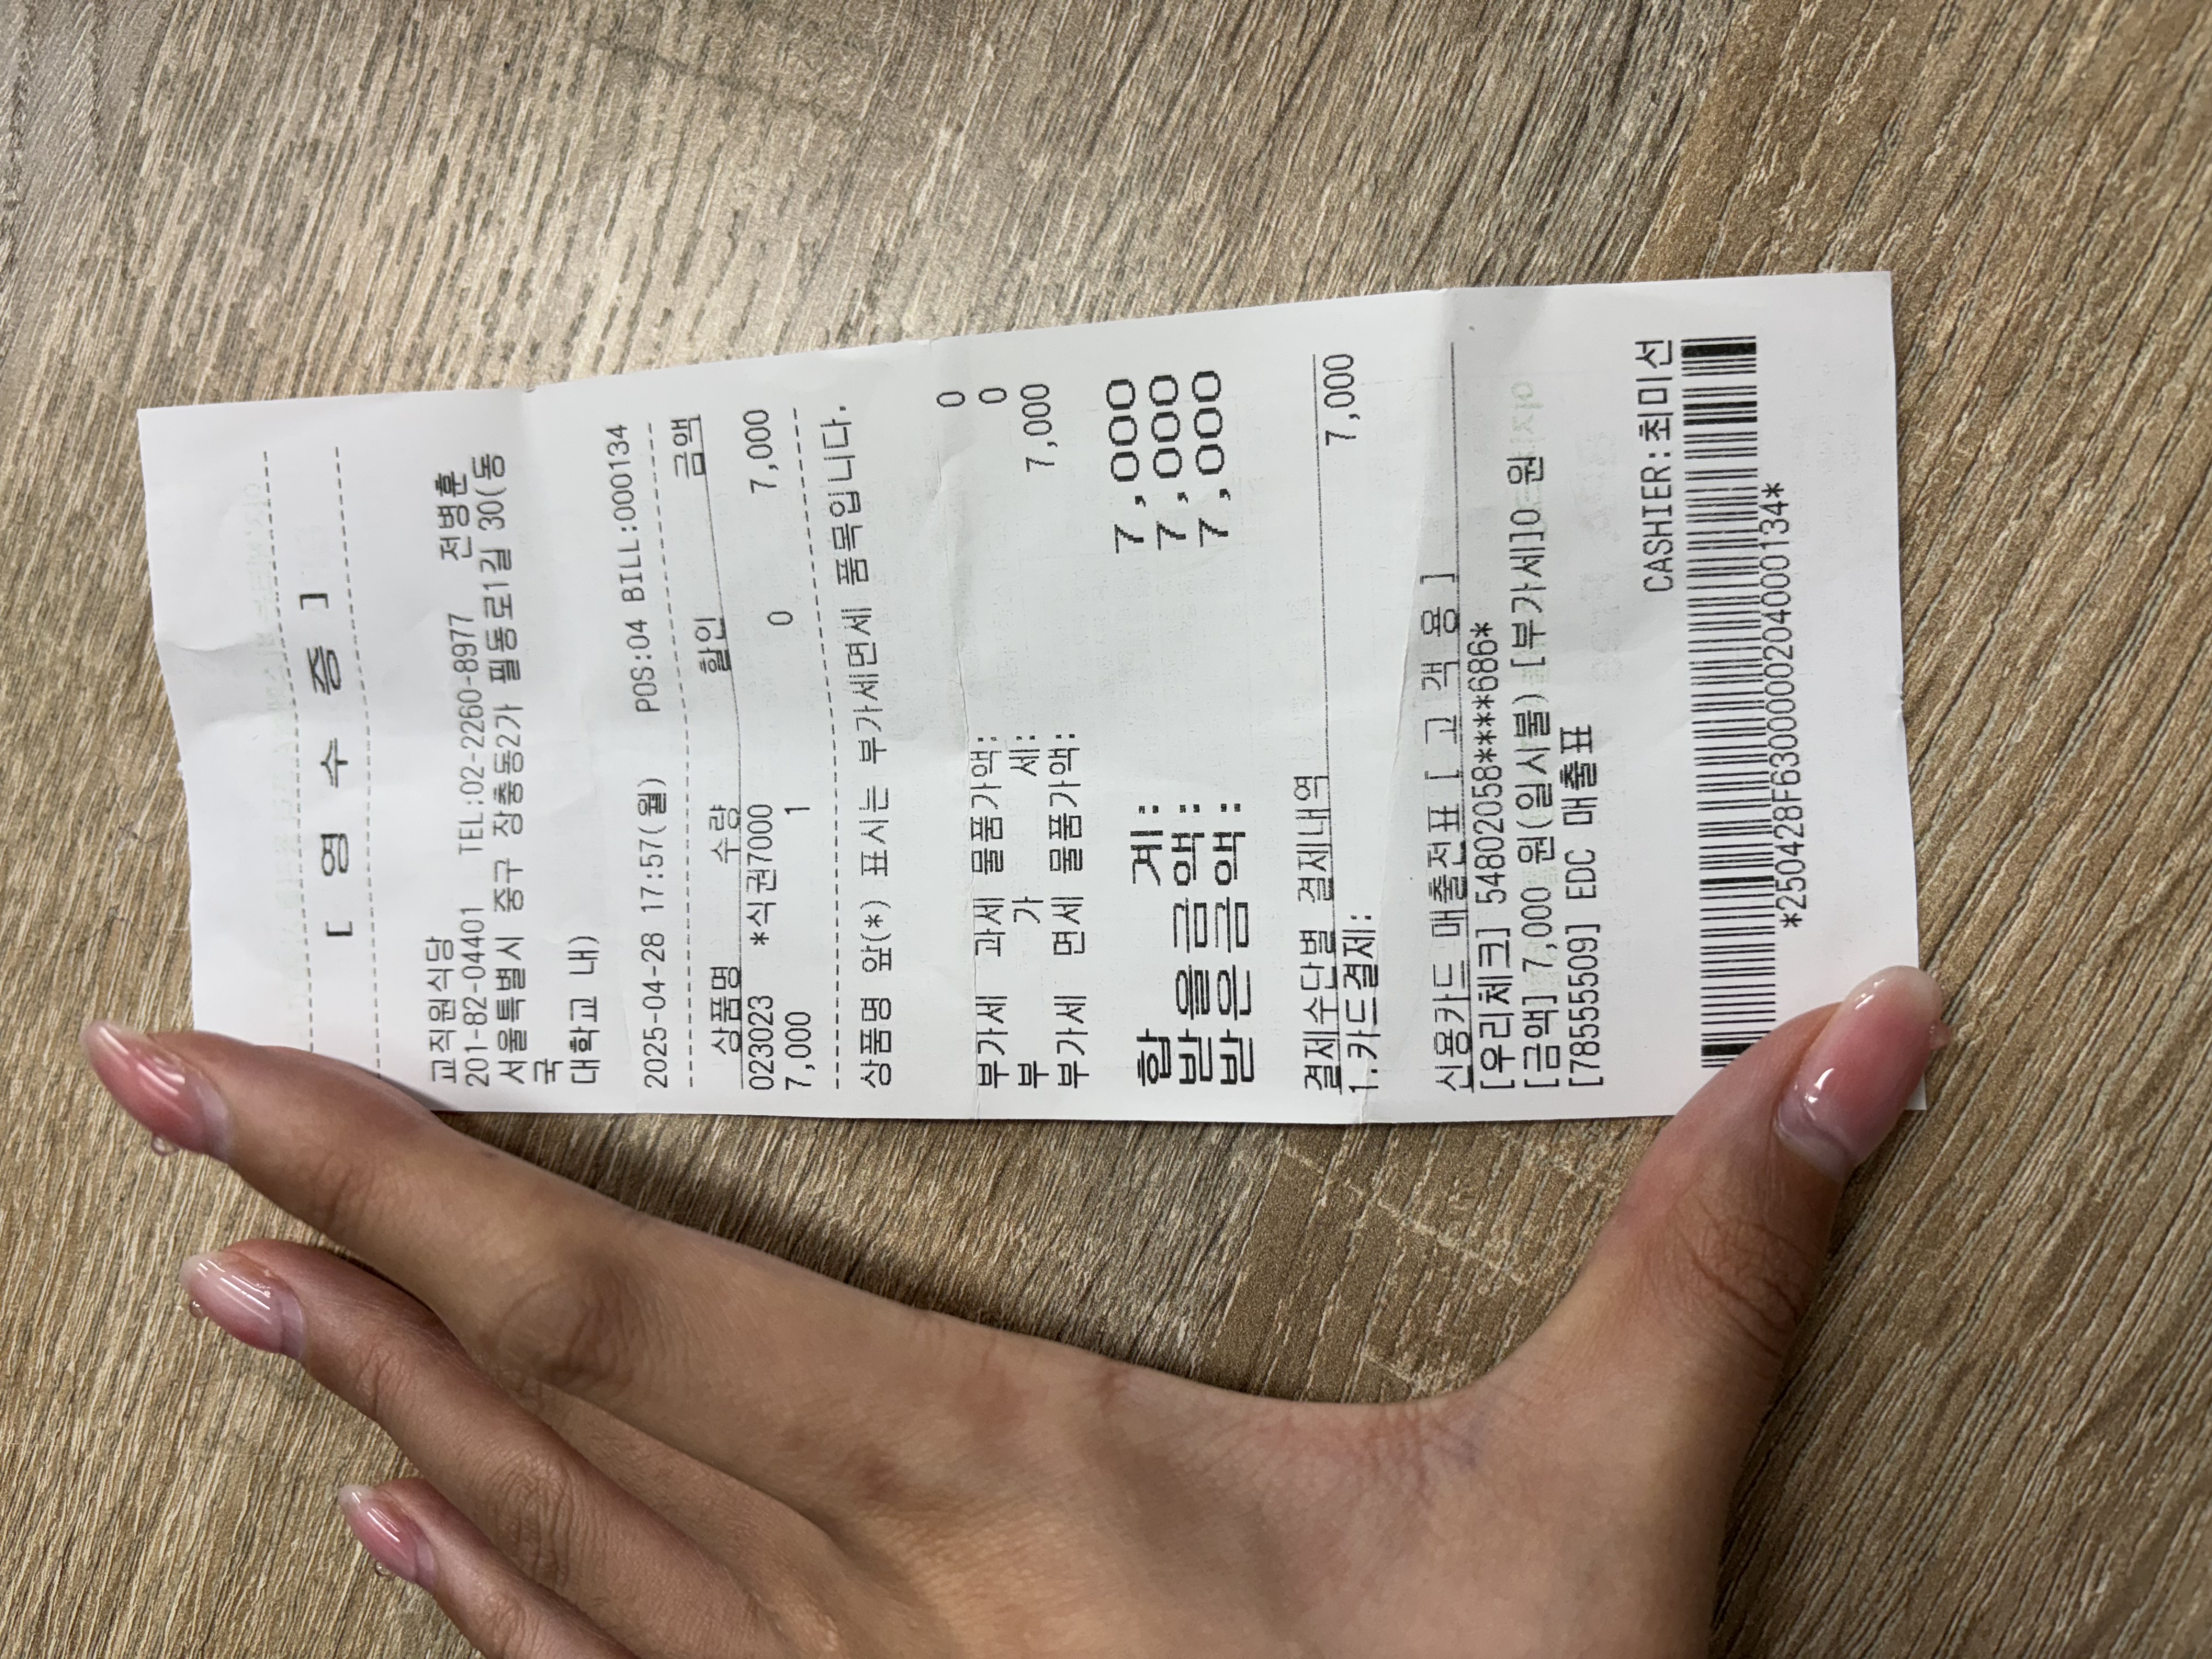 [ 영 수 증 ]
교직원식당
201-82-04401 TEL:02-2260-8977 전병훈
서울특별시 중구 장충동2가 필동로1길 30(동
국
대학교 내)
2025-04-28 17:57(월) POS:04 BILL:000134
상품명 수량 할인 금액
023023 *식권7000
7,000 1 0 7,000
상품명 앞(*) 표시는 부가세면세 품목입니다.
부가세 과세 물품가액: 0
부 가 세: 0
부가세 면세 물품가액: 7,000
합 계: 7,000
받을금액: 7,000
받은금액: 7,000
결제수단별 결제내역
1.카드결제: 7,000
신용카드 매출전표 [ 고 객 용 ]
[우리체크] 54802058****686*
[금액] 7,000 원(일시불) [부가세]0 원
[78555509] EDC 매출표
CASHIER:최미선
*250428F6300000204000134*